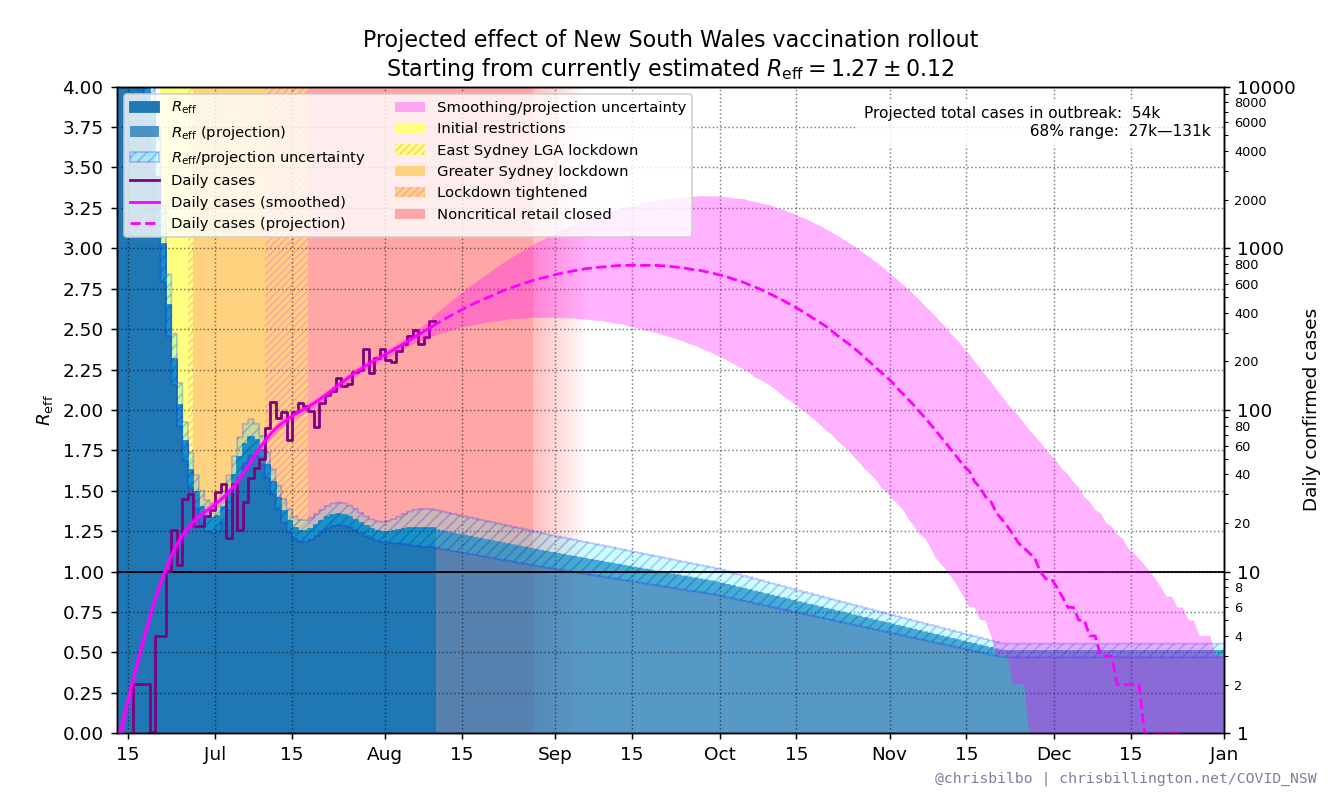 Projected effect of New South Wales vaccination rollout
Starting from currently estimated R_eff = 1.27 ± 0.12
R_eff
R_eff (projection)
R_eff/projection uncertainty
Daily cases
Daily cases (smoothed)
Daily cases (projection)
Smoothing/projection uncertainty
Initial restrictions
East Sydney LGA lockdown
Greater Sydney lockdown
Lockdown tightened
Noncritical retail closed
Projected total cases in outbreak: 54k
68% range: 27k—131k
R_eff
4.00
3.75
3.50
3.25
3.00
2.75
2.50
2.25
2.00
1.75
1.50
1.25
1.00
0.75
0.50
0.25
0.00
15
Jul
15
Aug
15
Sep
15
Oct
15
Nov
15
Dec
15
Jan
10000
8000
6000
4000
2000
1000
800
600
400
200
100
80
60
40
20
10
8
6
4
2
1
Daily confirmed cases
@chrisbilbo | chrisbillington.net/COVID_NSW